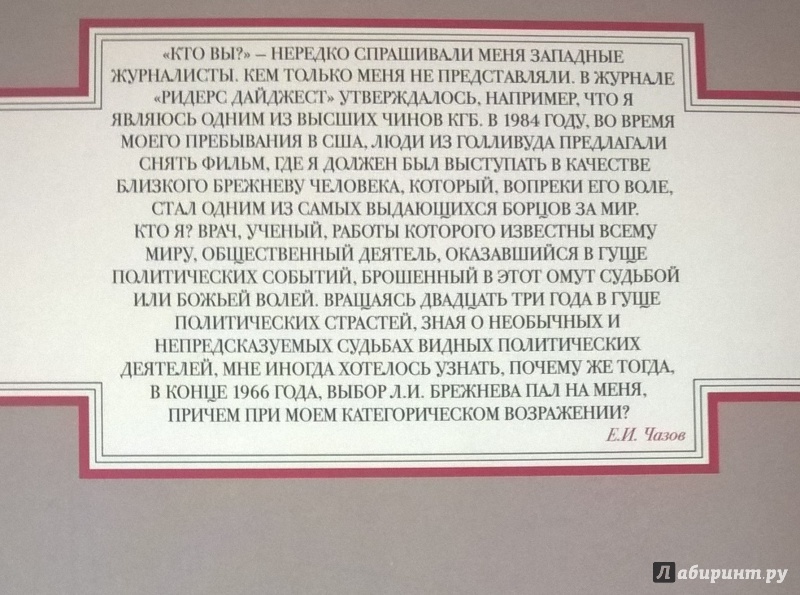 «КТО ВЫ?» – НЕРЕДКО СПРАШИВАЛИ МЕНЯ ЗАПАДНЫЕ
ЖУРНАЛИСТЫ. КЕМ ТОЛЬКО МЕНЯ НЕ ПРЕДСТАВЛЯЛИ. В ЖУРНАЛЕ
«РИДЕРС ДАЙДЖЕСТ» УТВЕРЖДАЛОСЬ, НАПРИМЕР, ЧТО Я
ЯВЛЯЮСЬ ОДНИМ ИЗ ВЫСШИХ ЧИНОВ КГБ. В 1984 ГОДУ, ВО ВРЕМЯ
МОЕГО ПРЕБЫВАНИЯ В США, ЛЮДИ ИЗ ГОЛЛИВУДА ПРЕДЛАГАЛИ
СНЯТЬ ФИЛЬМ, ГДЕ Я ДОЛЖЕН БЫЛ ВЫСТУПАТЬ В КАЧЕСТВЕ
БЛИЗКОГО БРЕЖНЕВУ ЧЕЛОВЕКА, КОТОРЫЙ, ВОПРЕКИ ЕГО ВОЛЕ,
СТАЛ ОДНИМ ИЗ САМЫХ ВЫДАЮЩИХСЯ БОРЦОВ ЗА МИР.
КТО Я? ВРАЧ, УЧЕНЫЙ, РАБОТЫ КОТОРОГО ИЗВЕСТНЫ ВСЕМУ
МИРУ, ОБЩЕСТВЕННЫЙ ДЕЯТЕЛЬ, ОКАЗАВШИЙСЯ В ГУЩЕ
ПОЛИТИЧЕСКИХ СОБЫТИЙ, БРОШЕННЫЙ В ЭТОТ ОМУТ СУДЬБОЙ
ИЛИ БОЖЬЕЙ ВОЛЕЙ. ВРАЩАЯСЬ ДВАДЦАТЬ ТРИ ГОДА В ГУЩЕ
ПОЛИТИЧЕСКИХ СТРАСТЕЙ, ЗНАЯ О НЕОБЫЧНЫХ И
НЕПРЕДСКАЗУЕМЫХ СУДЬБАХ ВИДНЫХ ПОЛИТИЧЕСКИХ
ДЕЯТЕЛЕЙ, МНЕ ИНОГДА ХОТЕЛОСЬ УЗНАТЬ, ПОЧЕМУ ЖЕ ТОГДА,
В КОНЦЕ 1966 ГОДА, ВЫБОР Л.И. БРЕЖНЕВА ПАЛ НА МЕНЯ,
ПРИЧЕМ ПРИ МОЕМ КАТЕГОРИЧЕСКОМ ВОЗРАЖЕНИИ?
Е.И. Чазов
Лабиринт.ру